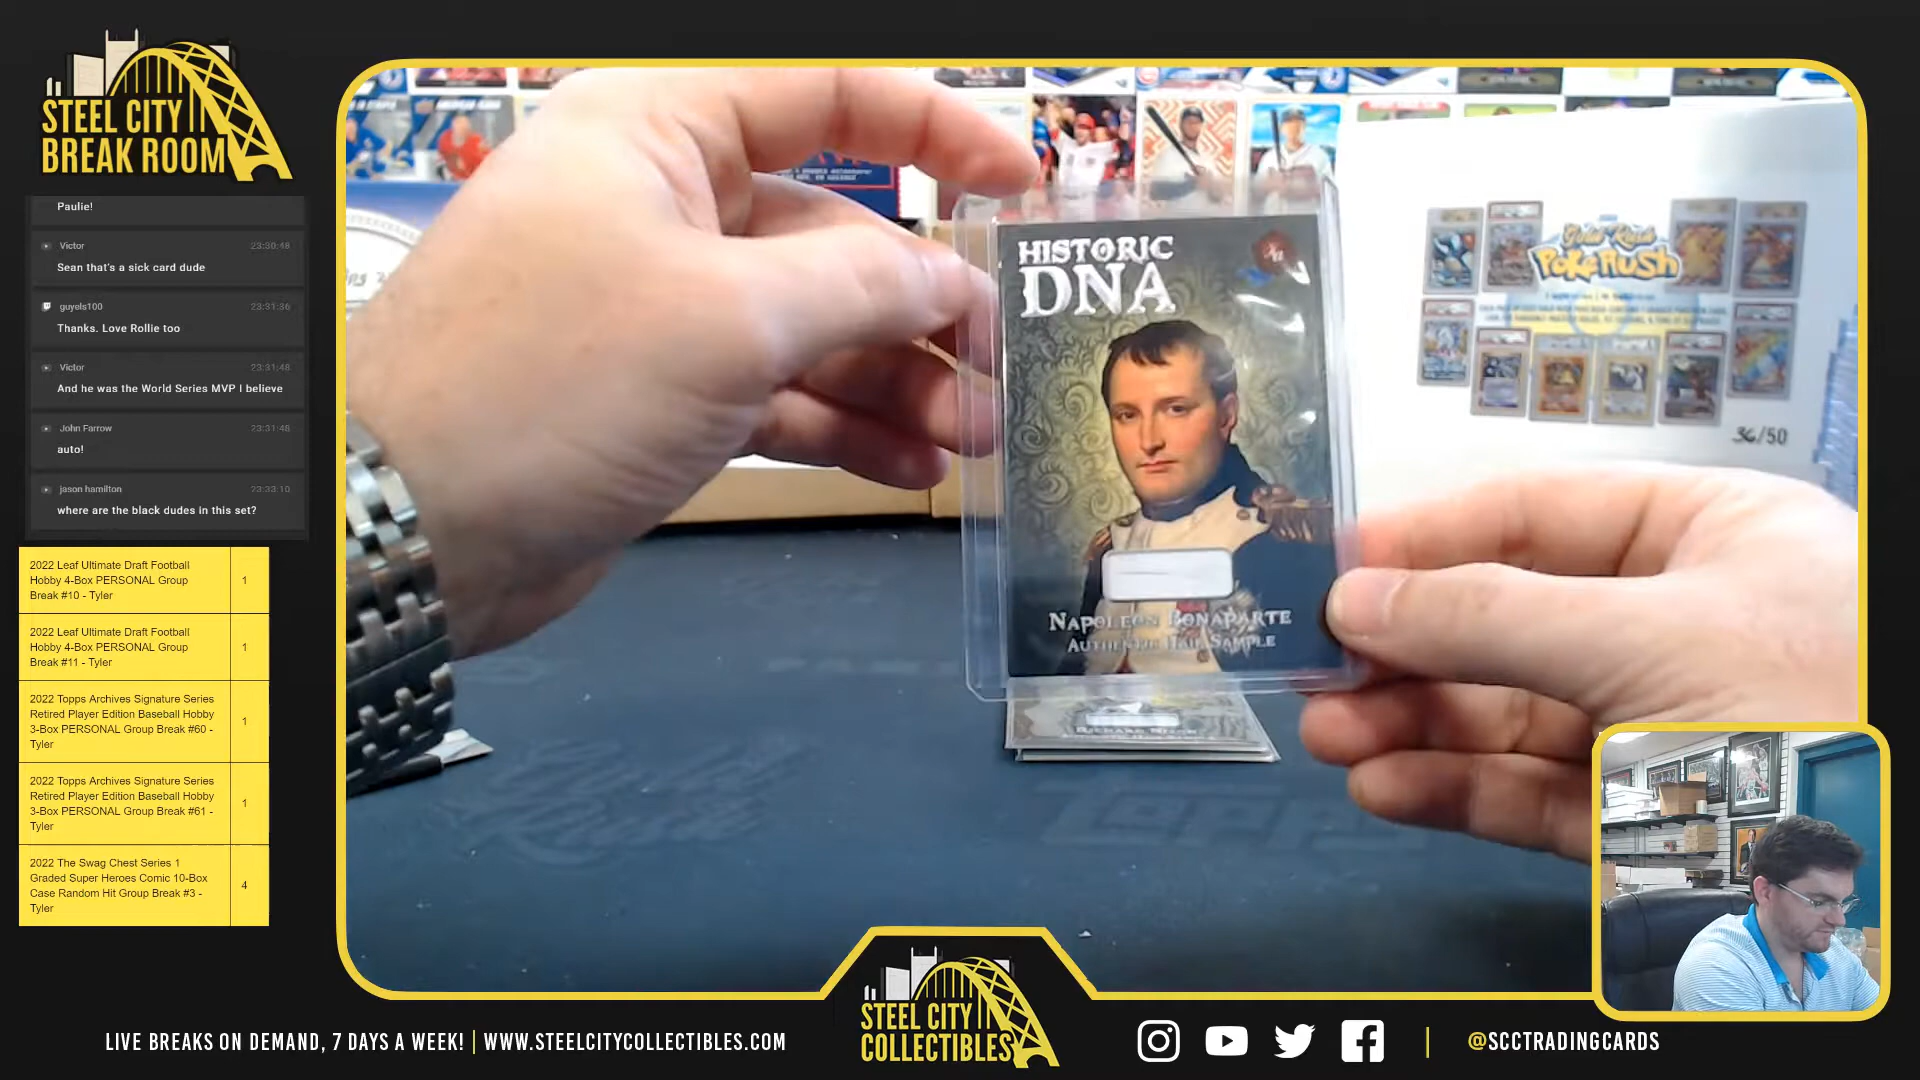 STEEL CITY
BREAK ROOM
Paulie!
Victor 23:30:48
Sean that's a sick card dude
guyels100 23:31:36
Thanks. Love Rollie too
Victor 23:31:48
And he was the World Series MVP I believe
John Farrow 23:31:48
auto!
jason hamilton 23:33:10
where are the black dudes in this set?
2022 Leaf Ultimate Draft Football
Hobby 4-Box PERSONAL Group
Break #10 - Tyler
1
2022 Leaf Ultimate Draft Football
Hobby 4-Box PERSONAL Group
Break #11 - Tyler
1
2022 Topps Archives Signature Series
Retired Player Edition Baseball Hobby
3-Box PERSONAL Group Break #60 -
Tyler
1
2022 Topps Archives Signature Series
Retired Player Edition Baseball Hobby
3-Box PERSONAL Group Break #61 -
Tyler
1
2022 The Swag Chest Series 1
Graded Super Heroes Comic 10-Box
Case Random Hit Group Break #3 -
Tyler
4
HISTORIC
DNA
NAPOLEON BONAPARTE
AUTHENTIC HAIR SAMPLE
Gold Rush
POKERUSH
36/50
STEEL CITY
COLLECTIBLES
LIVE BREAKS ON DEMAND, 7 DAYS A WEEK! | WWW.STEELCITYCOLLECTIBLES.COM
@SCCTRADINGCARDS